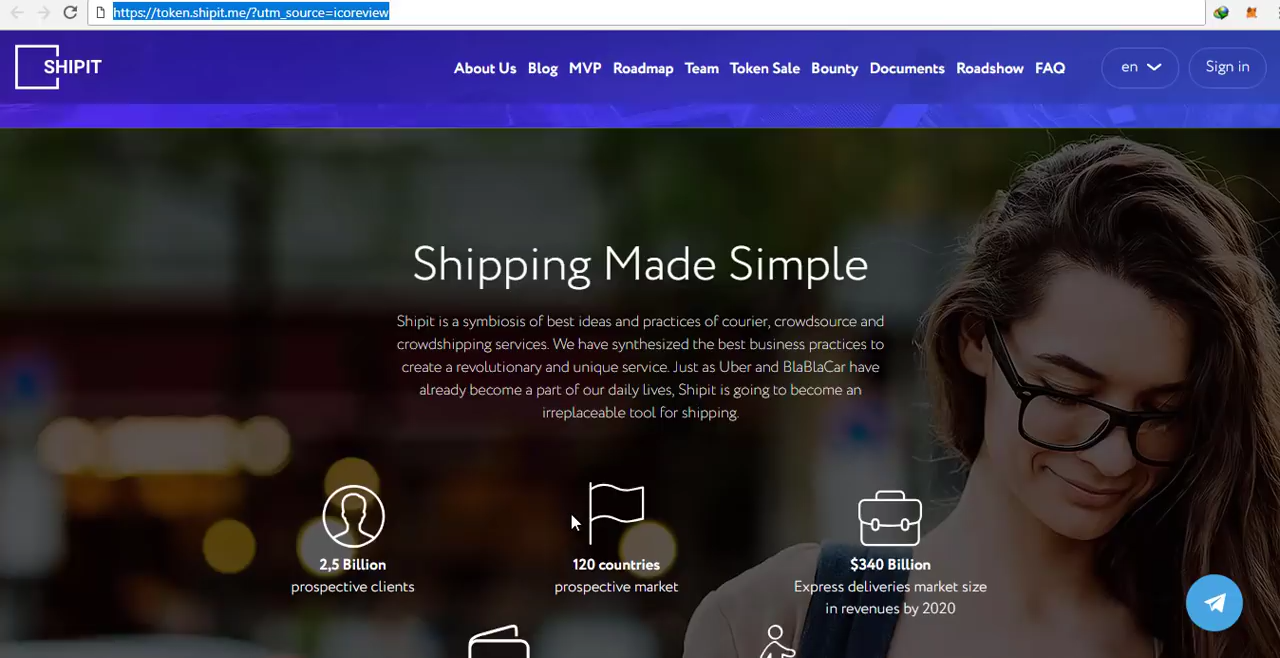 https://token.shipit.me/?utm_source=icoreview
SHIPIT
About Us Blog MVP Roadmap Team Token Sale Bounty Documents Roadshow FAQ en Sign in
Shipping Made Simple
Shipit is a symbiosis of best ideas and practices of courier, crowdsource and
crowdshipping services. We have synthesized the best business practices to
create a revolutionary and unique service. Just as Uber and BlaBlaCar have
already become a part of our daily lives, Shipit is going to become an
irreplaceable tool for shipping.
2,5 Billion
prospective clients
120 countries
prospective market
$340 Billion
Express deliveries market size
in revenues by 2020